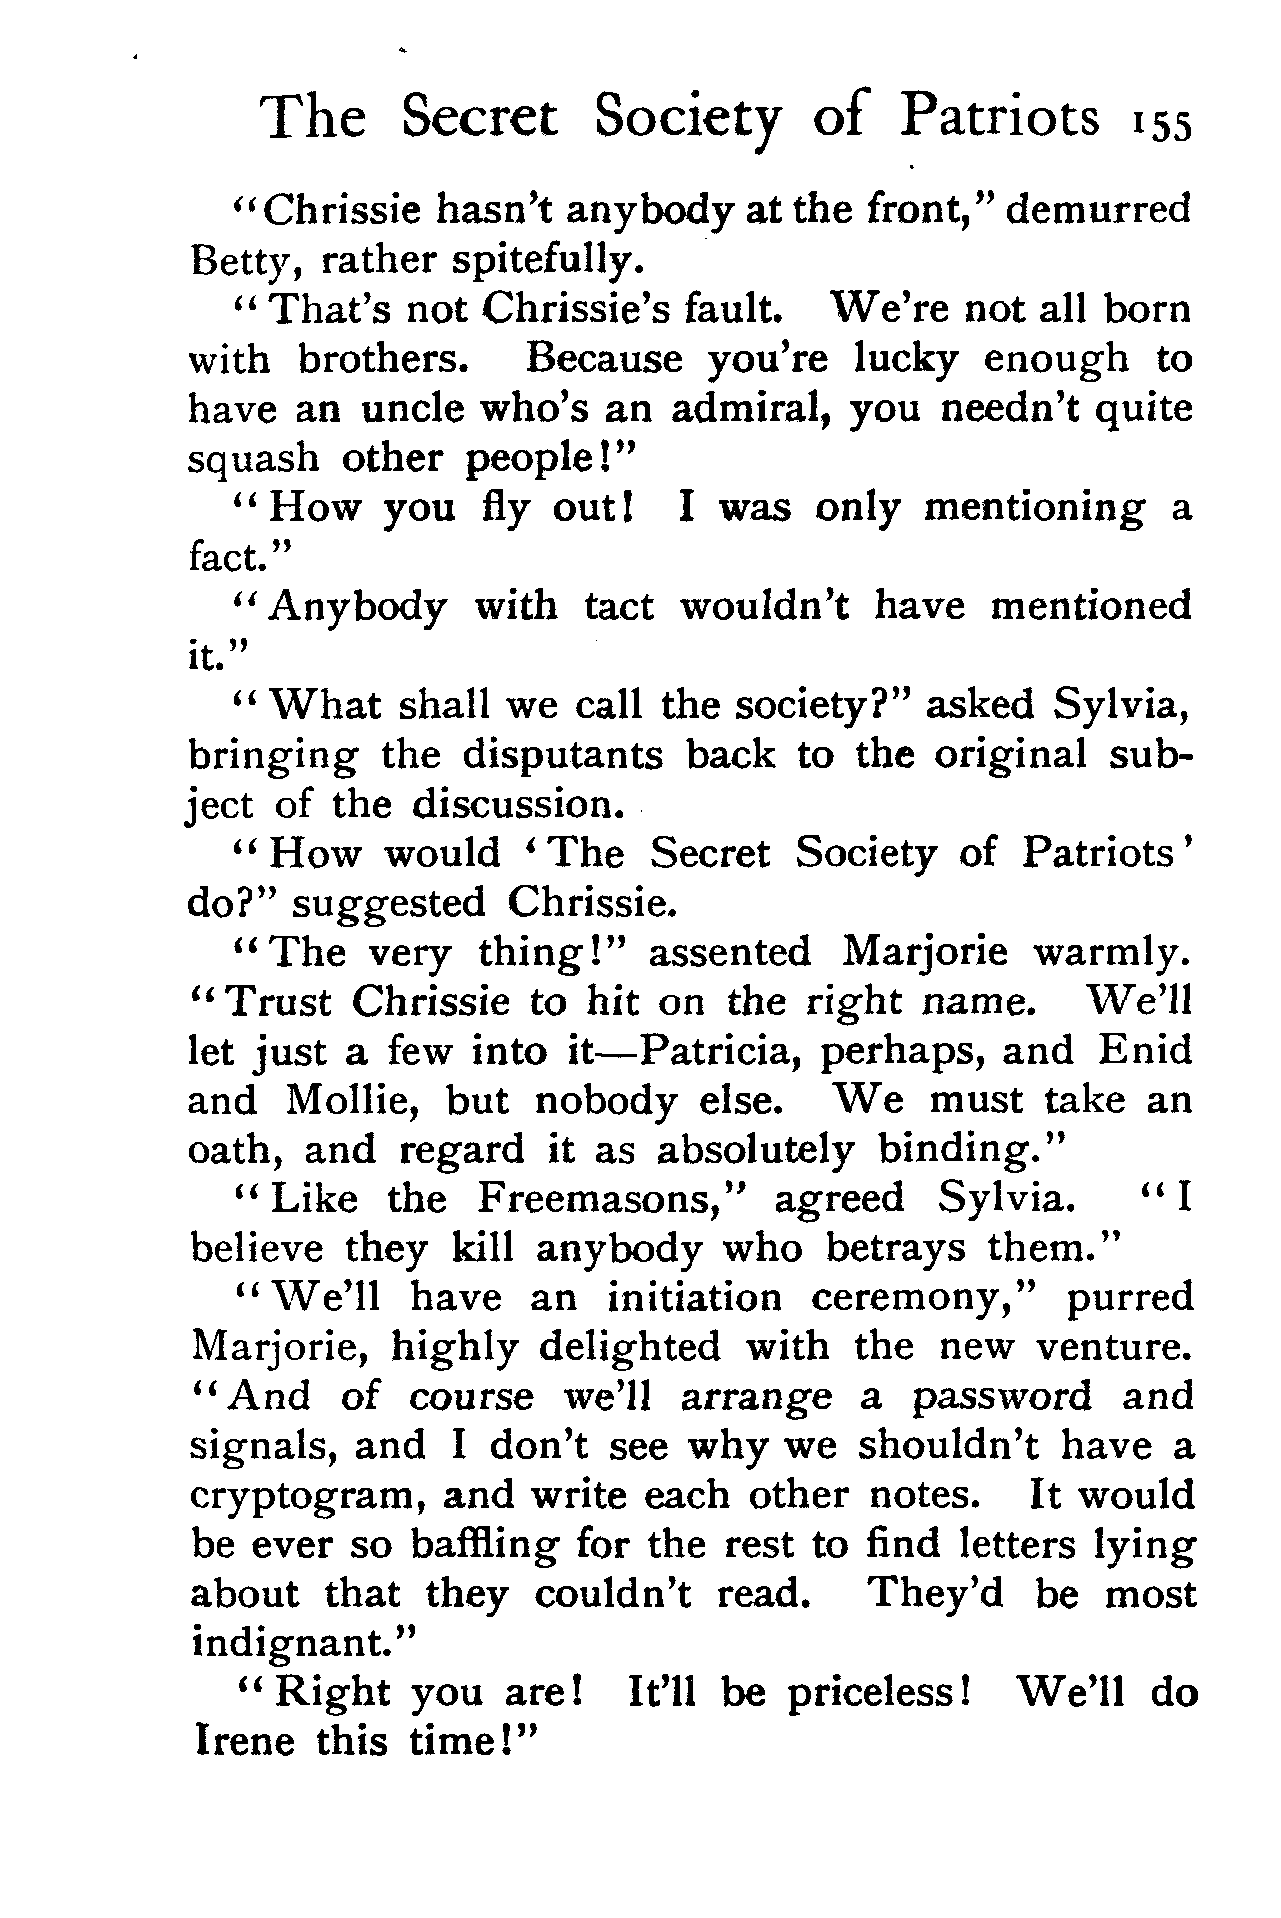 The Secret Society of Patriots 155
"Chrissie hasn't anybody at the front," demurred
Betty, rather spitefully.
"That's not Chrissie's fault. We're not all born
with brothers. Because you're lucky enough to
have an uncle who's an admiral, you needn't quite
squash other people!"
"How you fly out! I was only mentioning a
fact."
"Anybody with tact wouldn't have mentioned
it."
"What shall we call the society?" asked Sylvia,
bringing the disputants back to the original sub-
ject of the discussion.
"How would 'The Secret Society of Patriots'
do?" suggested Chrissie.
"The very thing!" assented Marjorie warmly.
"Trust Chrissie to hit on the right name. We'll
let just a few into it—Patricia, perhaps, and Enid
and Mollie, but nobody else. We must take an
oath, and regard it as absolutely binding."
"Like the Freemasons," agreed Sylvia. "I
believe they kill anybody who betrays them."
"We'll have an initiation ceremony," purred
Marjorie, highly delighted with the new venture.
"And of course we'll arrange a password and
signals, and I don't see why we shouldn't have a
cryptogram, and write each other notes. It would
be ever so baffling for the rest to find letters lying
about that they couldn't read. They'd be most
indignant."
"Right you are! It'll be priceless! We'll do
Irene this time!"